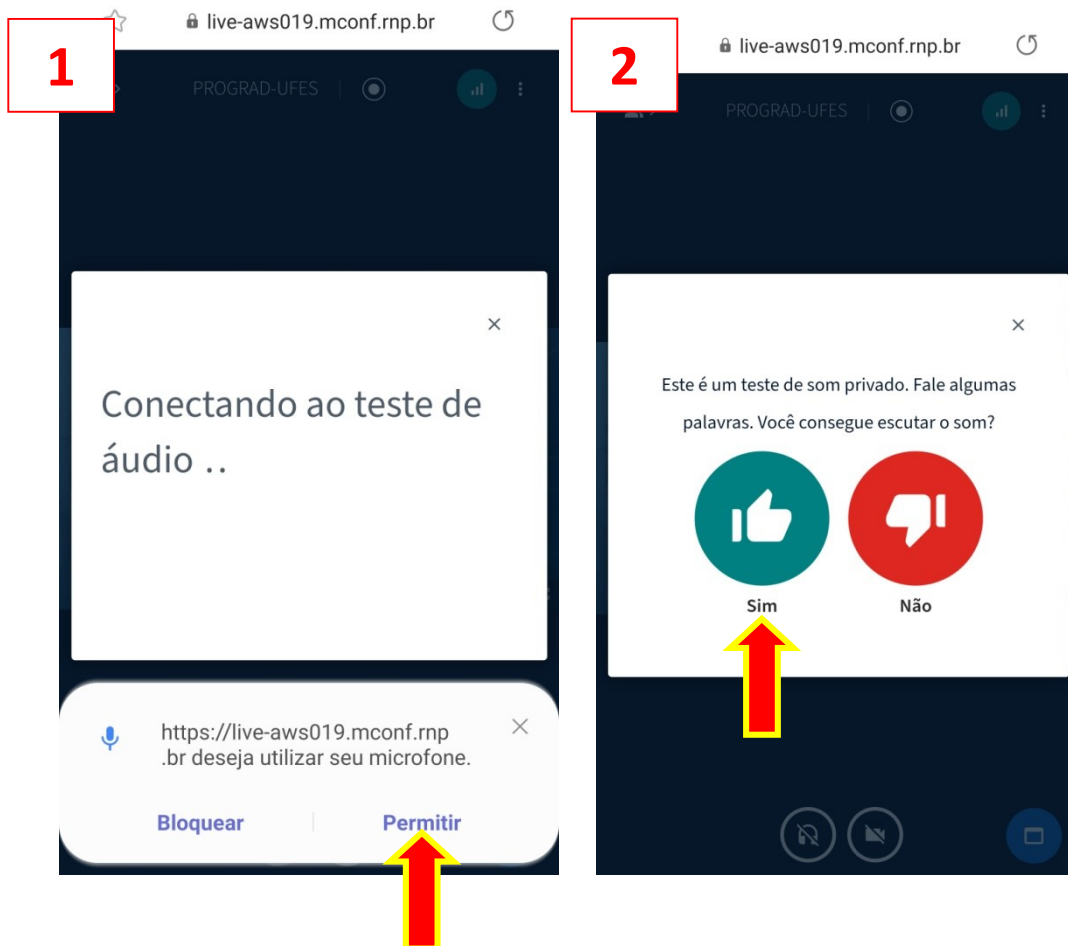 1
live-aws019.mconf.rnp.br
PROGRAD-UFES
Conectando ao teste de
áudio ..
https://live-aws019.mconf.rnp
.br deseja utilizar seu microfone.
Bloquear
Permitir
2
live-aws019.mconf.rnp.br
PROGRAD-UFES
Este é um teste de som privado. Fale algumas
palavras. Você consegue escutar o som?
Sim
Não